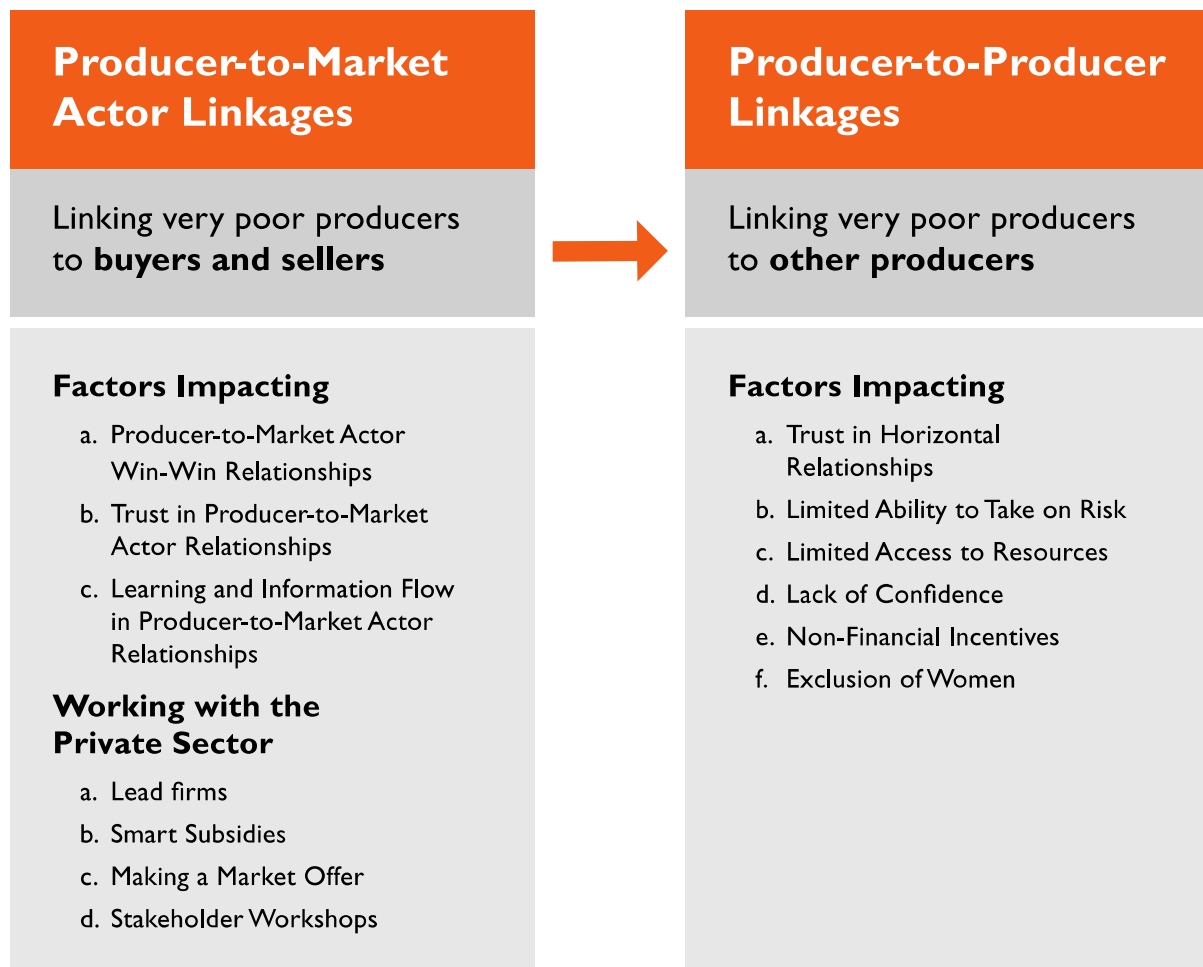 Producer-to-Market
Actor Linkages
Linking very poor producers
to buyers and sellers
Factors Impacting
a. Producer-to-Market Actor
Win-Win Relationships
b. Trust in Producer-to-Market
Actor Relationships
c. Learning and Information Flow
in Producer-to-Market Actor
Relationships
Working with the
Private Sector
a. Lead firms
b. Smart Subsidies
c. Making a Market Offer
d. Stakeholder Workshops
Producer-to-Producer
Linkages
Linking very poor producers
to other producers
Factors Impacting
a. Trust in Horizontal
Relationships
b. Limited Ability to Take on Risk
c. Limited Access to Resources
d. Lack of Confidence
e. Non-Financial Incentives
f. Exclusion of Women